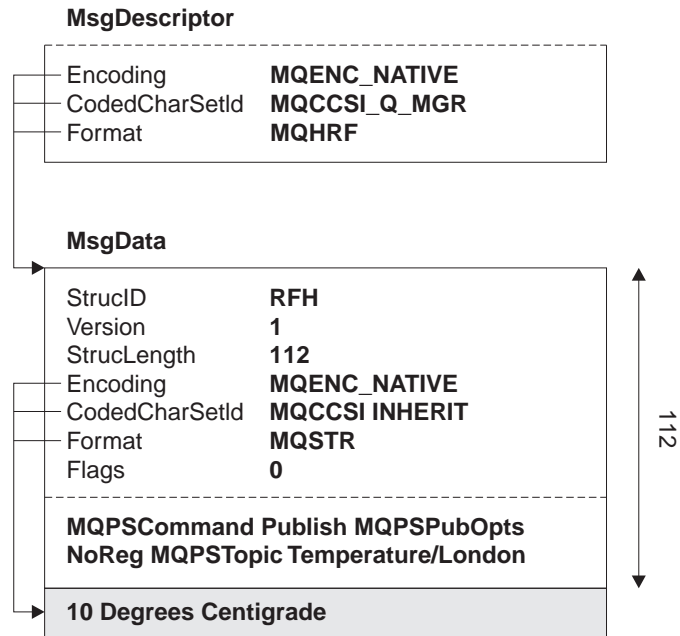 MsgDescriptor
Encoding MQENC_NATIVE
CodedCharSetId MQCCSI_Q_MGR
Format MQHRF
MsgData
StrucID RFH
Version 1
StrucLength 112
Encoding MQENC_NATIVE
CodedCharSetId MQCCSI INHERIT
Format MQSTR
Flags 0
112
MQPSCommand Publish MQPSPubOpts
NoReg MQPSTopic Temperature/London
10 Degrees Centigrade